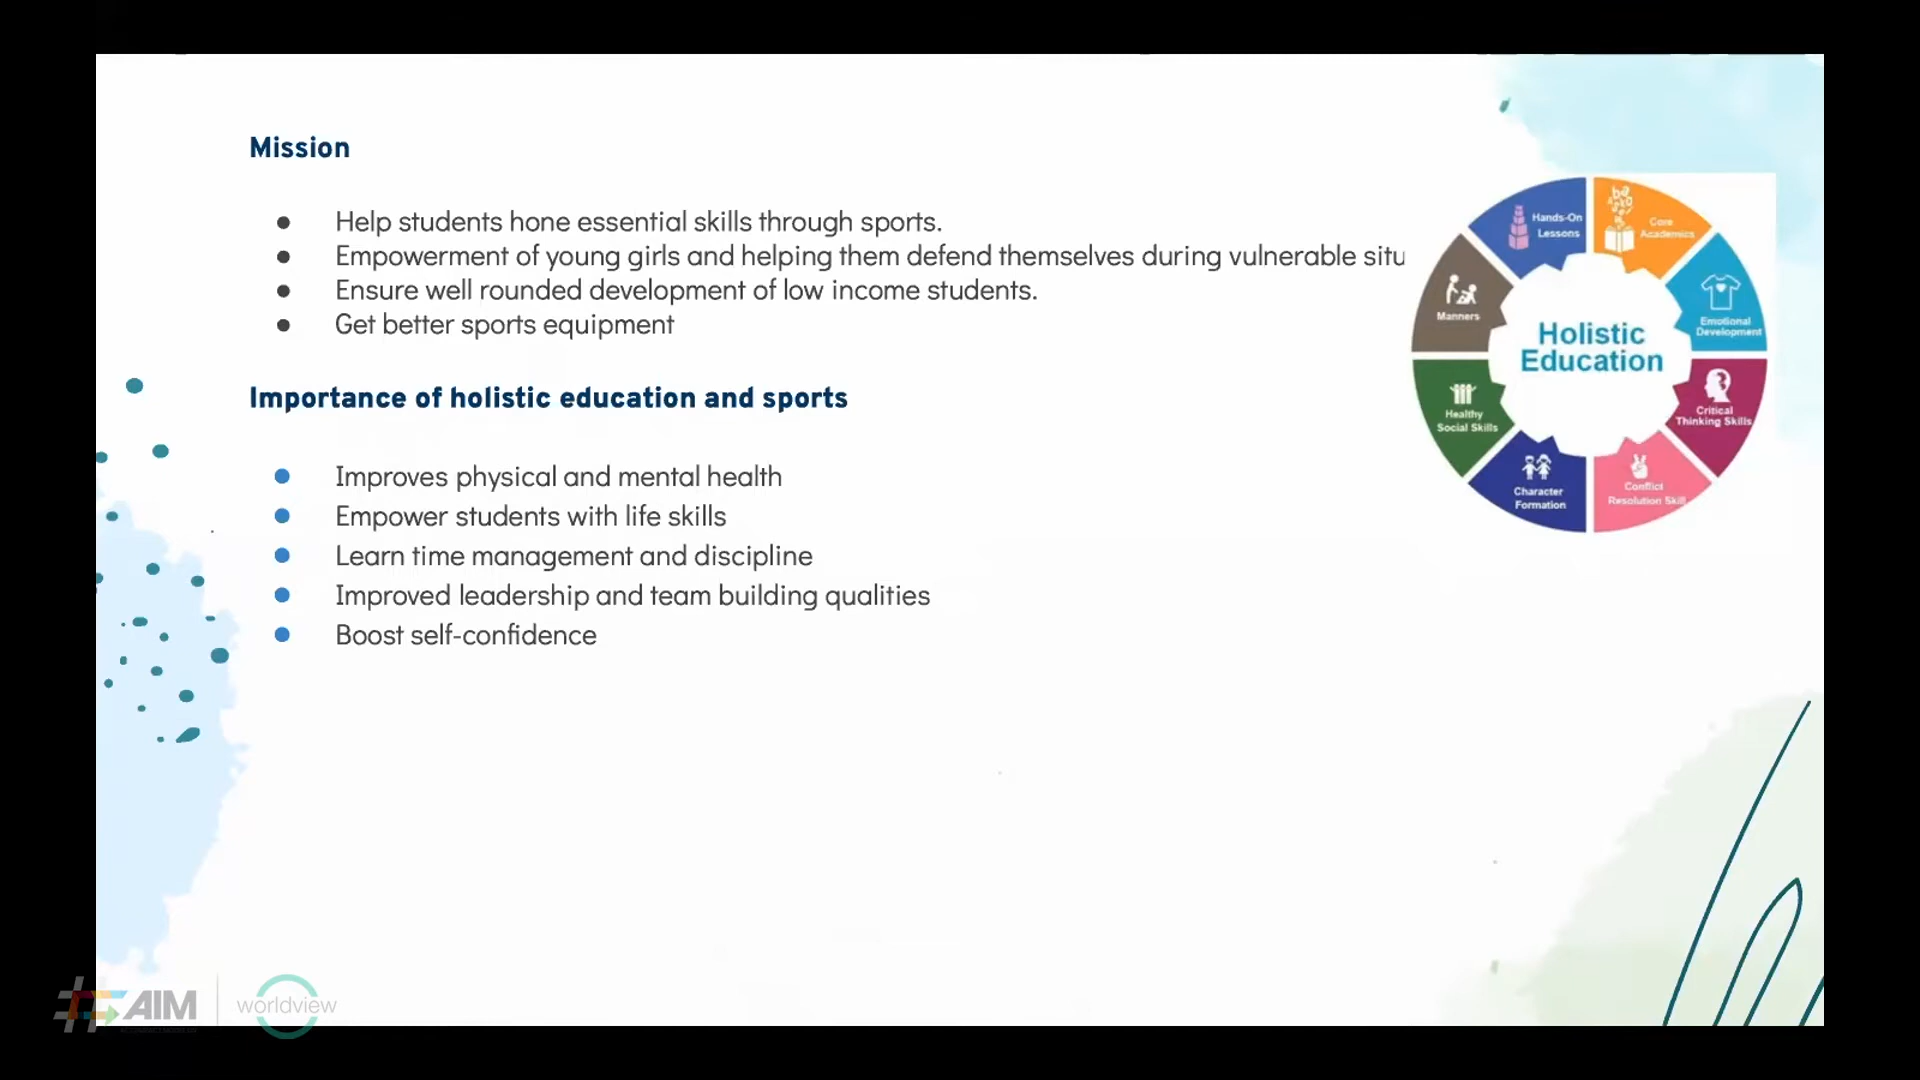 Mission
Help students hone essential skills through sports.
Empowerment of young girls and helping them defend themselves during vulnerable situ
Ensure well rounded development of low income students.
Get better sports equipment
Importance of holistic education and sports
Improves physical and mental health
Empower students with life skills
Learn time management and discipline
Improved leadership and team building qualities
Boost self-confidence
Holistic
Education
Hands-On
Lessons
Core
Academics
Emotional
Development
Critical
Thinking Skills
Conflict
Resolution Skill
Character
Formation
Healthy
Social Skills
Manners
#AIM
worldview